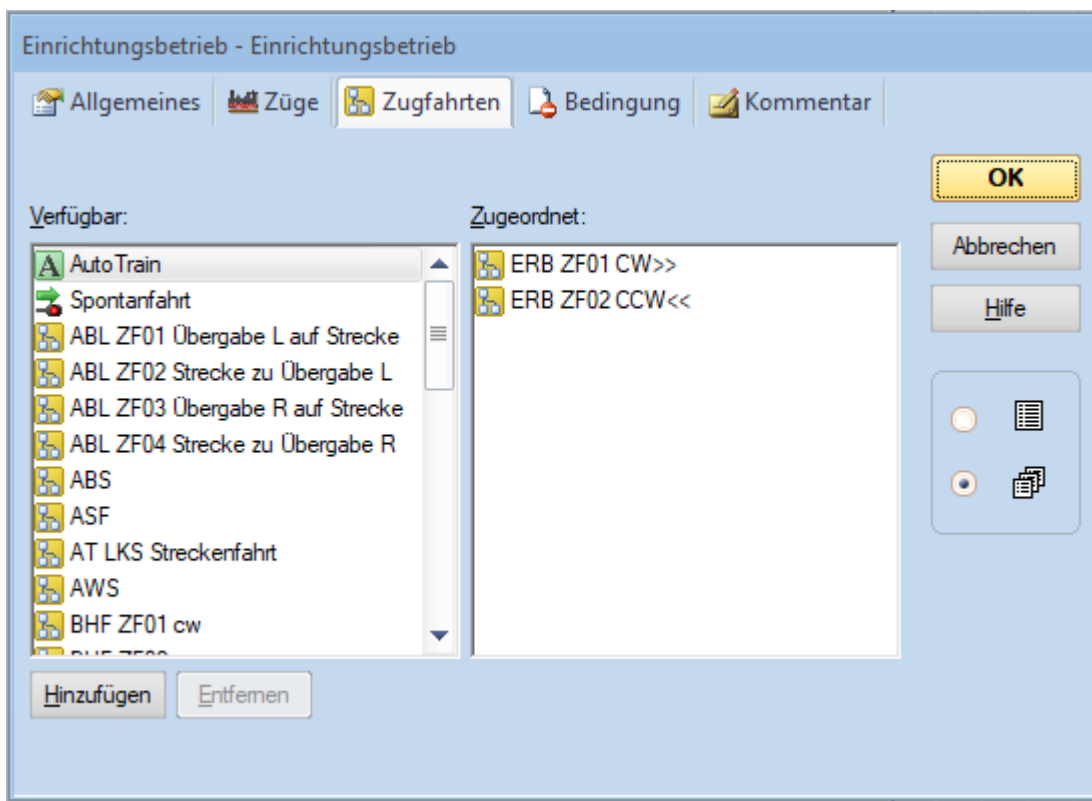 Einrichtungsbetrieb - Einrichtungsbetrieb
Allgemeines Züge Zugfahrten Bedingung Kommentar
Verfügbar:
AutoTrain
Spontanfahrt
ABL ZF01 Übergabe L auf Strecke
ABL ZF02 Strecke zu Übergabe L
ABL ZF03 Übergabe R auf Strecke
ABL ZF04 Strecke zu Übergabe R
ABS
ASF
AT LKS Streckenfahrt
AWS
BHF ZF01 cw
Hinzufügen Entfernen
Zugeordnet:
ERB ZF01 CW>>
ERB ZF02 CCW<<
OK
Abbrechen
Hilfe